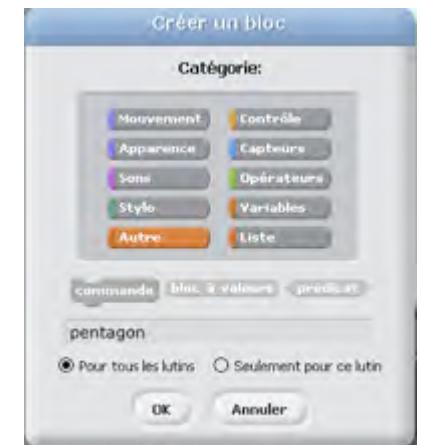 Créer un bloc
Catégorie:
Mouvement Contrôle
Apparence Capteurs
Sons Opérateurs
Stylo Variables
Autre Liste
commande bloc à valeurs prédicat
pentagon
Pour tous les lutins Seulement pour ce lutin
OK Annuler